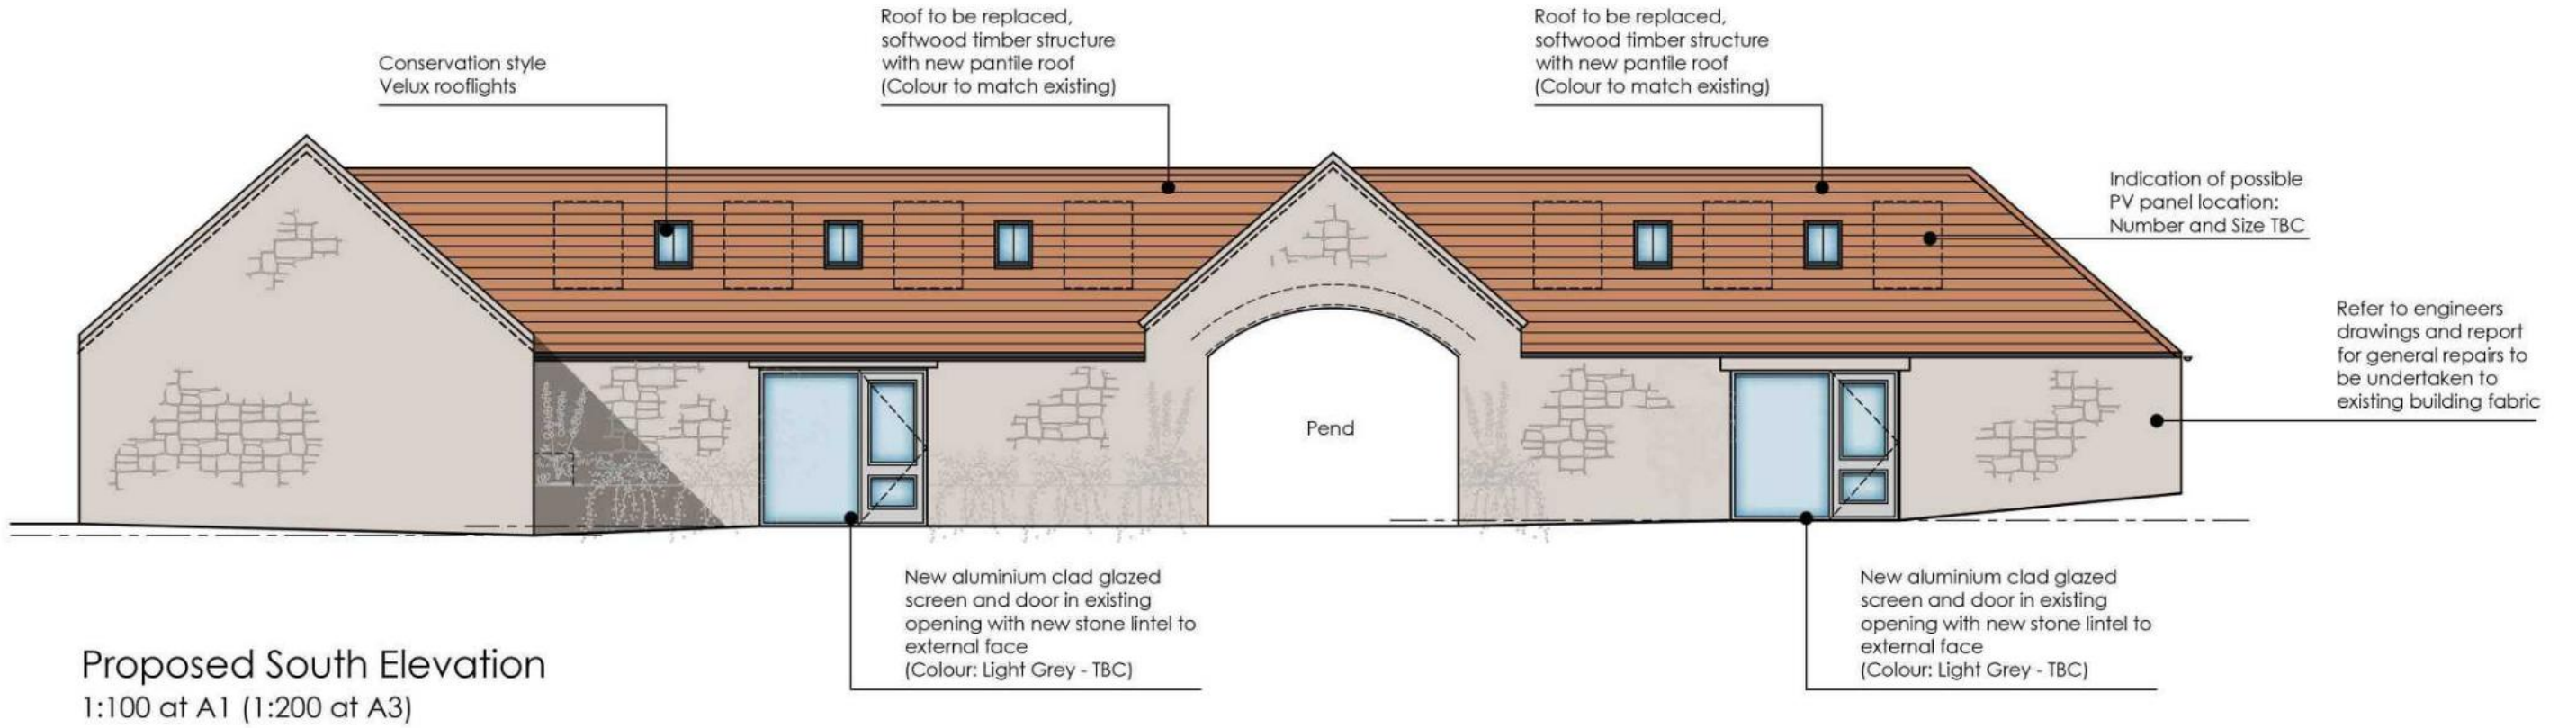 Conservation style
Velux rooflights
Roof to be replaced,
softwood timber structure
with new pantile roof
(Colour to match existing)
Roof to be replaced,
softwood timber structure
with new pantile roof
(Colour to match existing)
Indication of possible
PV panel location:
Number and Size TBC
Refer to engineers
drawings and report
for general repairs to
be undertaken to
existing building fabric
Pend
New aluminium clad glazed
screen and door in existing
opening with new stone lintel to
external face
(Colour: Light Grey - TBC)
New aluminium clad glazed
screen and door in existing
opening with new stone lintel to
external face
(Colour: Light Grey - TBC)
Proposed South Elevation
1:100 at A1 (1:200 at A3)